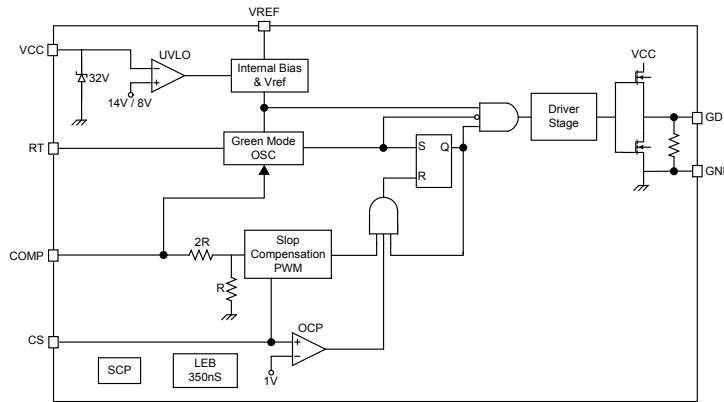 VREF
VCC
UVLO
32V
14V / 8V
Internal Bias
& Vref
VCC
RT
Green Mode
OSC
S
Q
R
Driver
Stage
GD
GN
COMP
2R
R
Slop
Compensation
PWM
CS
OCP
1V
SCP
LEB
350nS